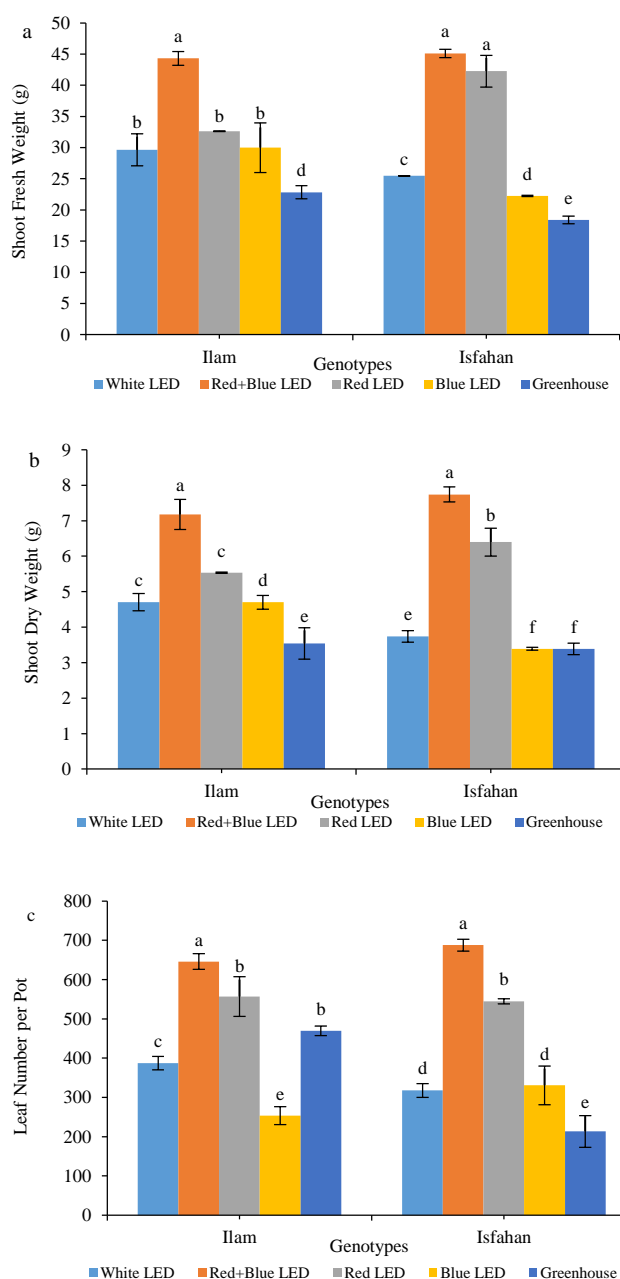 a
Shoot Fresh Weight (g)
50
45
40
35
30
25
20
15
10
5
0
b a b b d
c a a d e
Ilam Isfahan
Genotypes
White LED Red+Blue LED Red LED Blue LED Greenhouse
b
Shoot Dry Weight (g)
9
8
7
6
5
4
3
2
1
0
c a c d e
e a b f f
Ilam Isfahan
Genotypes
White LED Red+Blue LED Red LED Blue LED Greenhouse
c
Leaf Number per Pot
800
700
600
500
400
300
200
100
0
c a b e b
d a b d e
Ilam Isfahan
Genotypes
White LED Red+Blue LED Red LED Blue LED Greenhouse